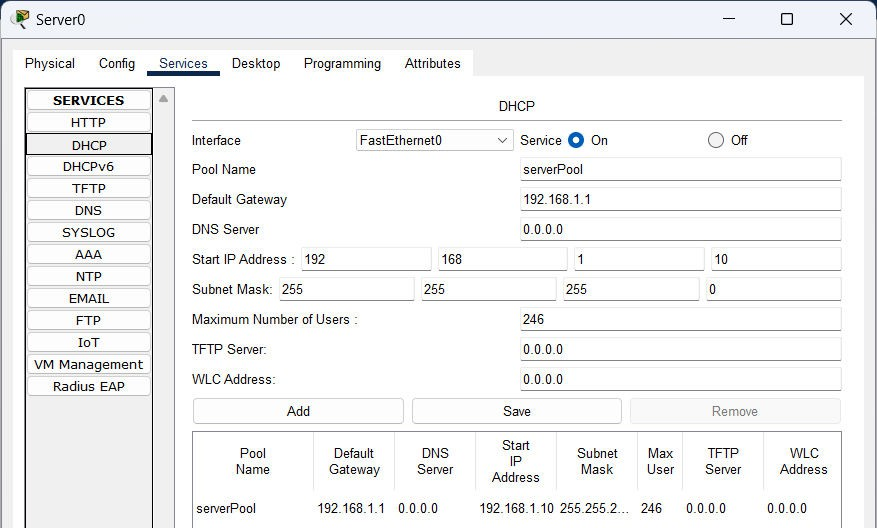 Server0
Physical Config Services Desktop Programming Attributes
SERVICES
HTTP
DHCP
DHCPv6
TFTP
DNS
SYSLOG
AAA
NTP
EMAIL
FTP
IoT
VM Management
Radius EAP
DHCP
Interface FastEthernet0 Service On Off
Pool Name serverPool
Default Gateway 192.168.1.1
DNS Server 0.0.0.0
Start IP Address : 192 168 1 10
Subnet Mask: 255 255 255 0
Maximum Number of Users : 246
TFTP Server: 0.0.0.0
WLC Address: 0.0.0.0
Add Save Remove
Pool Name Default Gateway DNS Server Start IP Address Subnet Mask Max User TFTP Server WLC Address
serverPool 192.168.1.1 0.0.0.0 192.168.1.10 255.255.2... 246 0.0.0.0 0.0.0.0